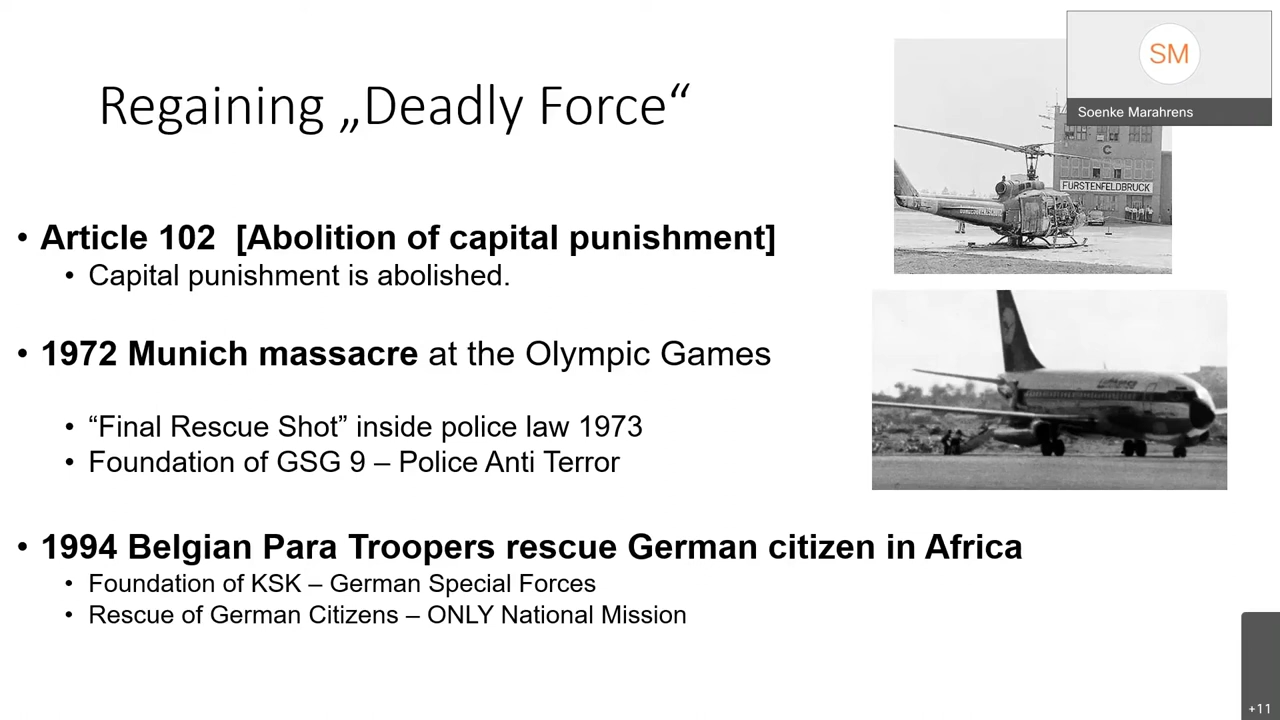 Regaining „Deadly Force“
SM
Soenke Marahrens
C
FURSTENFELDBRUCK
• Article 102 [Abolition of capital punishment]
• Capital punishment is abolished.
• 1972 Munich massacre at the Olympic Games
Lufthansa
• “Final Rescue Shot” inside police law 1973
• Foundation of GSG 9 – Police Anti Terror
• 1994 Belgian Para Troopers rescue German citizen in Africa
• Foundation of KSK – German Special Forces
• Rescue of German Citizens – ONLY National Mission
+11